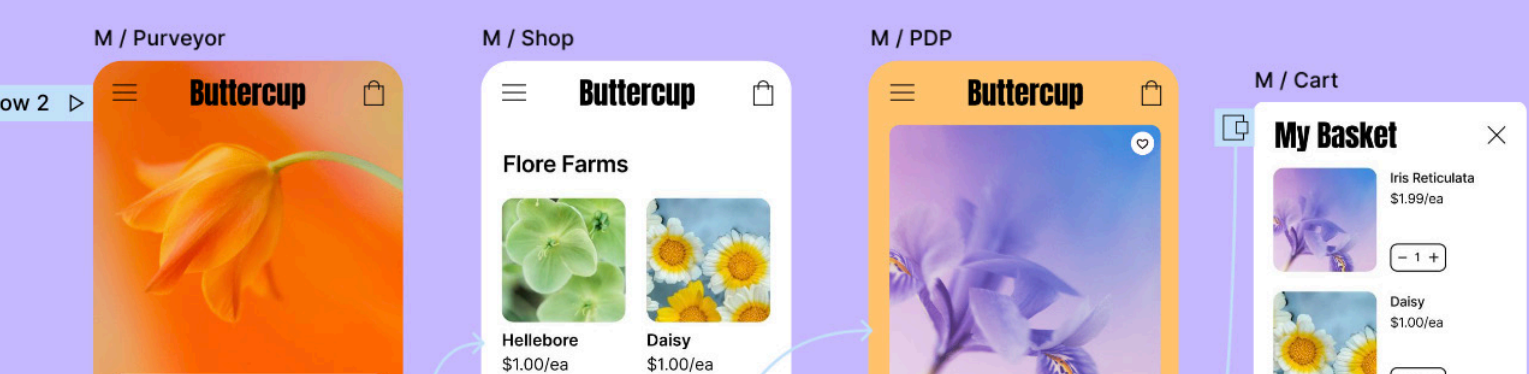 M / Purveyor
M / Shop
M / PDP
M / Cart
ow 2
Buttercup
Buttercup
Buttercup
My Basket
Flore Farms
Hellebore
$1.00/ea
Daisy
$1.00/ea
Iris Reticulata
$1.99/ea
− 1 +
Daisy
$1.00/ea